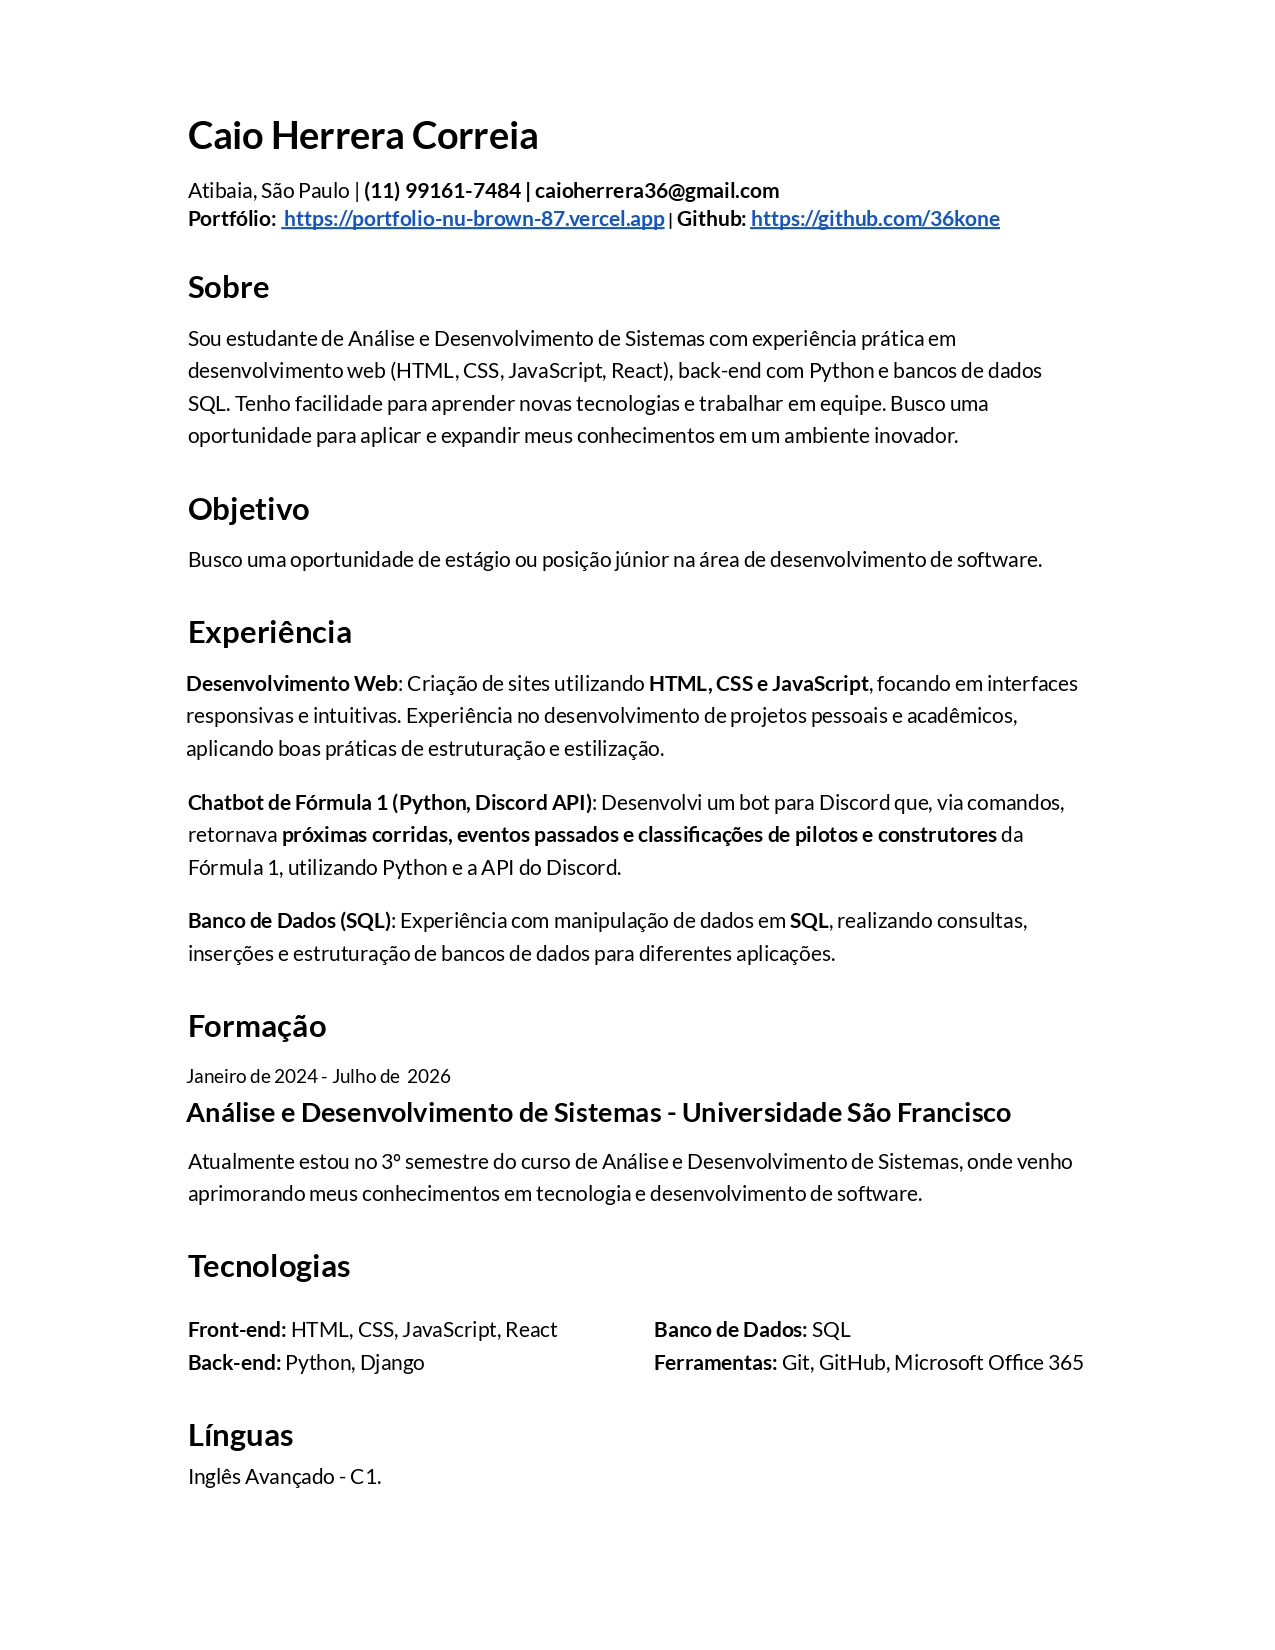 Caio Herrera Correia
Atibaia, São Paulo | (11) 99161-7484 | caioherrera36@gmail.com
Portfólio: https://portfolio-nu-brown-87.vercel.app | Github: https://github.com/36kone
Sobre
Sou estudante de Análise e Desenvolvimento de Sistemas com experiência prática em
desenvolvimento web (HTML, CSS, JavaScript, React), back-end com Python e bancos de dados
SQL. Tenho facilidade para aprender novas tecnologias e trabalhar em equipe. Busco uma
oportunidade para aplicar e expandir meus conhecimentos em um ambiente inovador.
Objetivo
Busco uma oportunidade de estágio ou posição júnior na área de desenvolvimento de software.
Experiência
Desenvolvimento Web: Criação de sites utilizando HTML, CSS e JavaScript, focando em interfaces
responsivas e intuitivas. Experiência no desenvolvimento de projetos pessoais e acadêmicos,
aplicando boas práticas de estruturação e estilização.
Chatbot de Fórmula 1 (Python, Discord API): Desenvolvi um bot para Discord que, via comandos,
retornava próximas corridas, eventos passados e classificações de pilotos e construtores da
Fórmula 1, utilizando Python e a API do Discord.
Banco de Dados (SQL): Experiência com manipulação de dados em SQL, realizando consultas,
inserções e estruturação de bancos de dados para diferentes aplicações.
Formação
Janeiro de 2024 - Julho de 2026
Análise e Desenvolvimento de Sistemas - Universidade São Francisco
Atualmente estou no 3º semestre do curso de Análise e Desenvolvimento de Sistemas, onde venho
aprimorando meus conhecimentos em tecnologia e desenvolvimento de software.
Tecnologias
Front-end: HTML, CSS, JavaScript, React
Back-end: Python, Django
Banco de Dados: SQL
Ferramentas: Git, GitHub, Microsoft Office 365
Línguas
Inglês Avançado - C1.